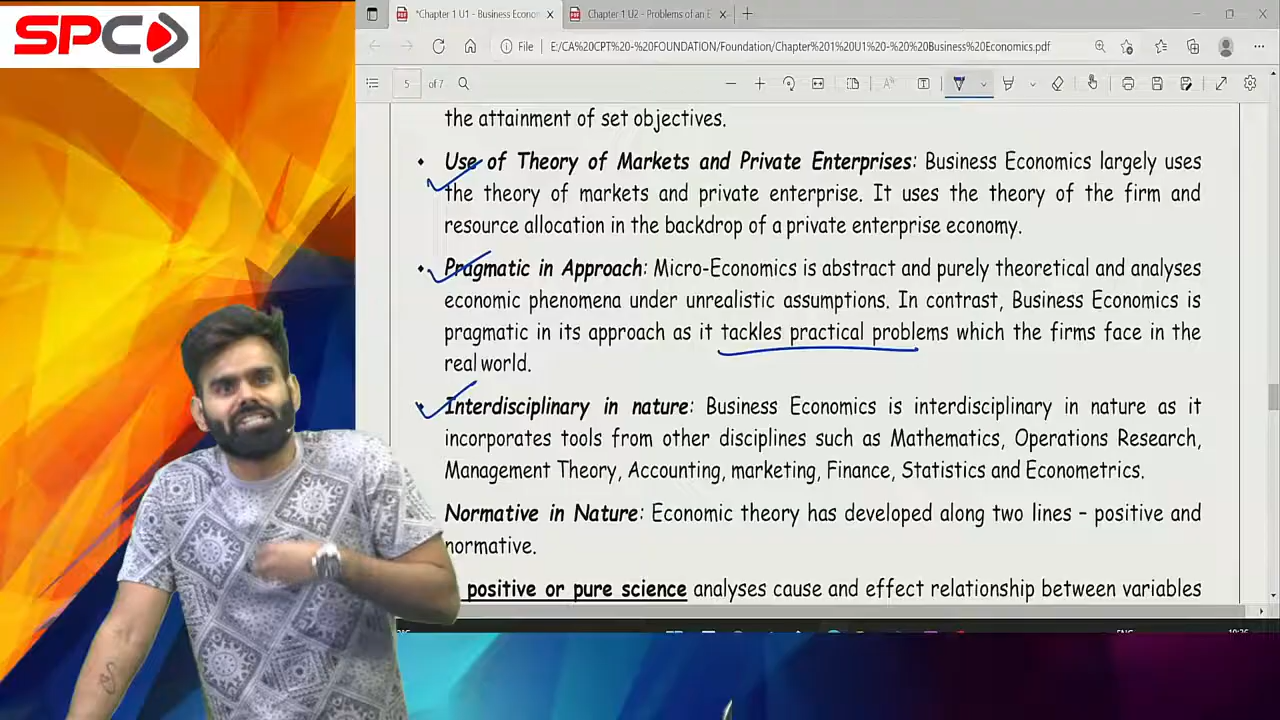 SPC
*Chapter 1 U1 - Business Econor
Chapter 1 U2 - Problems of an E
File
E:/CA%20CPT%20-%20FOUNDATION/Foundation/Chapter%201%20U1%20-%20%20Business%20Economics.pdf
5 of 7
the attainment of set objectives.
• Use of Theory of Markets and Private Enterprises: Business Economics largely uses
the theory of markets and private enterprise. It uses the theory of the firm and
resource allocation in the backdrop of a private enterprise economy.
• Pragmatic in Approach: Micro-Economics is abstract and purely theoretical and analyses
economic phenomena under unrealistic assumptions. In contrast, Business Economics is
pragmatic in its approach as it tackles practical problems which the firms face in the
real world.
• Interdisciplinary in nature: Business Economics is interdisciplinary in nature as it
incorporates tools from other disciplines such as Mathematics, Operations Research,
Management Theory, Accounting, marketing, Finance, Statistics and Econometrics.
Normative in Nature: Economic theory has developed along two lines – positive and
normative.
positive or pure science analyses cause and effect relationship between variables